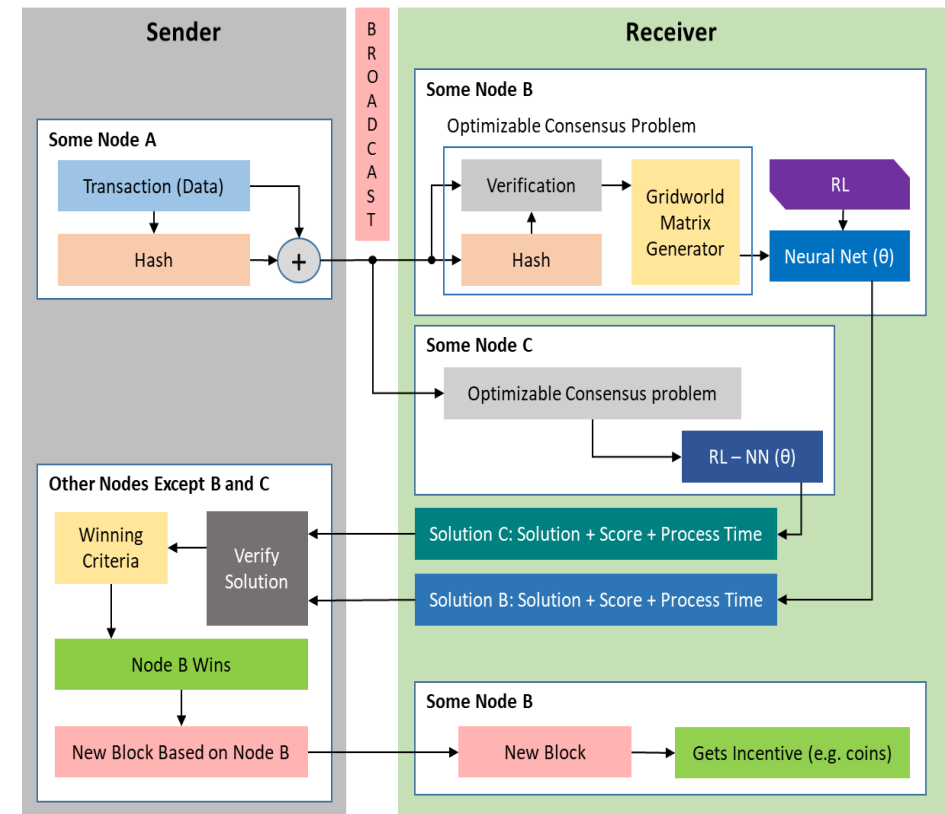 Sender
BROADCAST
Receiver
Some Node A
Transaction (Data)
Hash
+
Some Node B
Optimizable Consensus Problem
Verification
Hash
Gridworld
Matrix
Generator
RL
Neural Net (θ)
Some Node C
Optimizable Consensus problem
RL – NN (θ)
Other Nodes Except B and C
Winning
Criteria
Verify
Solution
Solution C: Solution + Score + Process Time
Solution B: Solution + Score + Process Time
Node B Wins
New Block Based on Node B
Some Node B
New Block
Gets Incentive (e.g. coins)